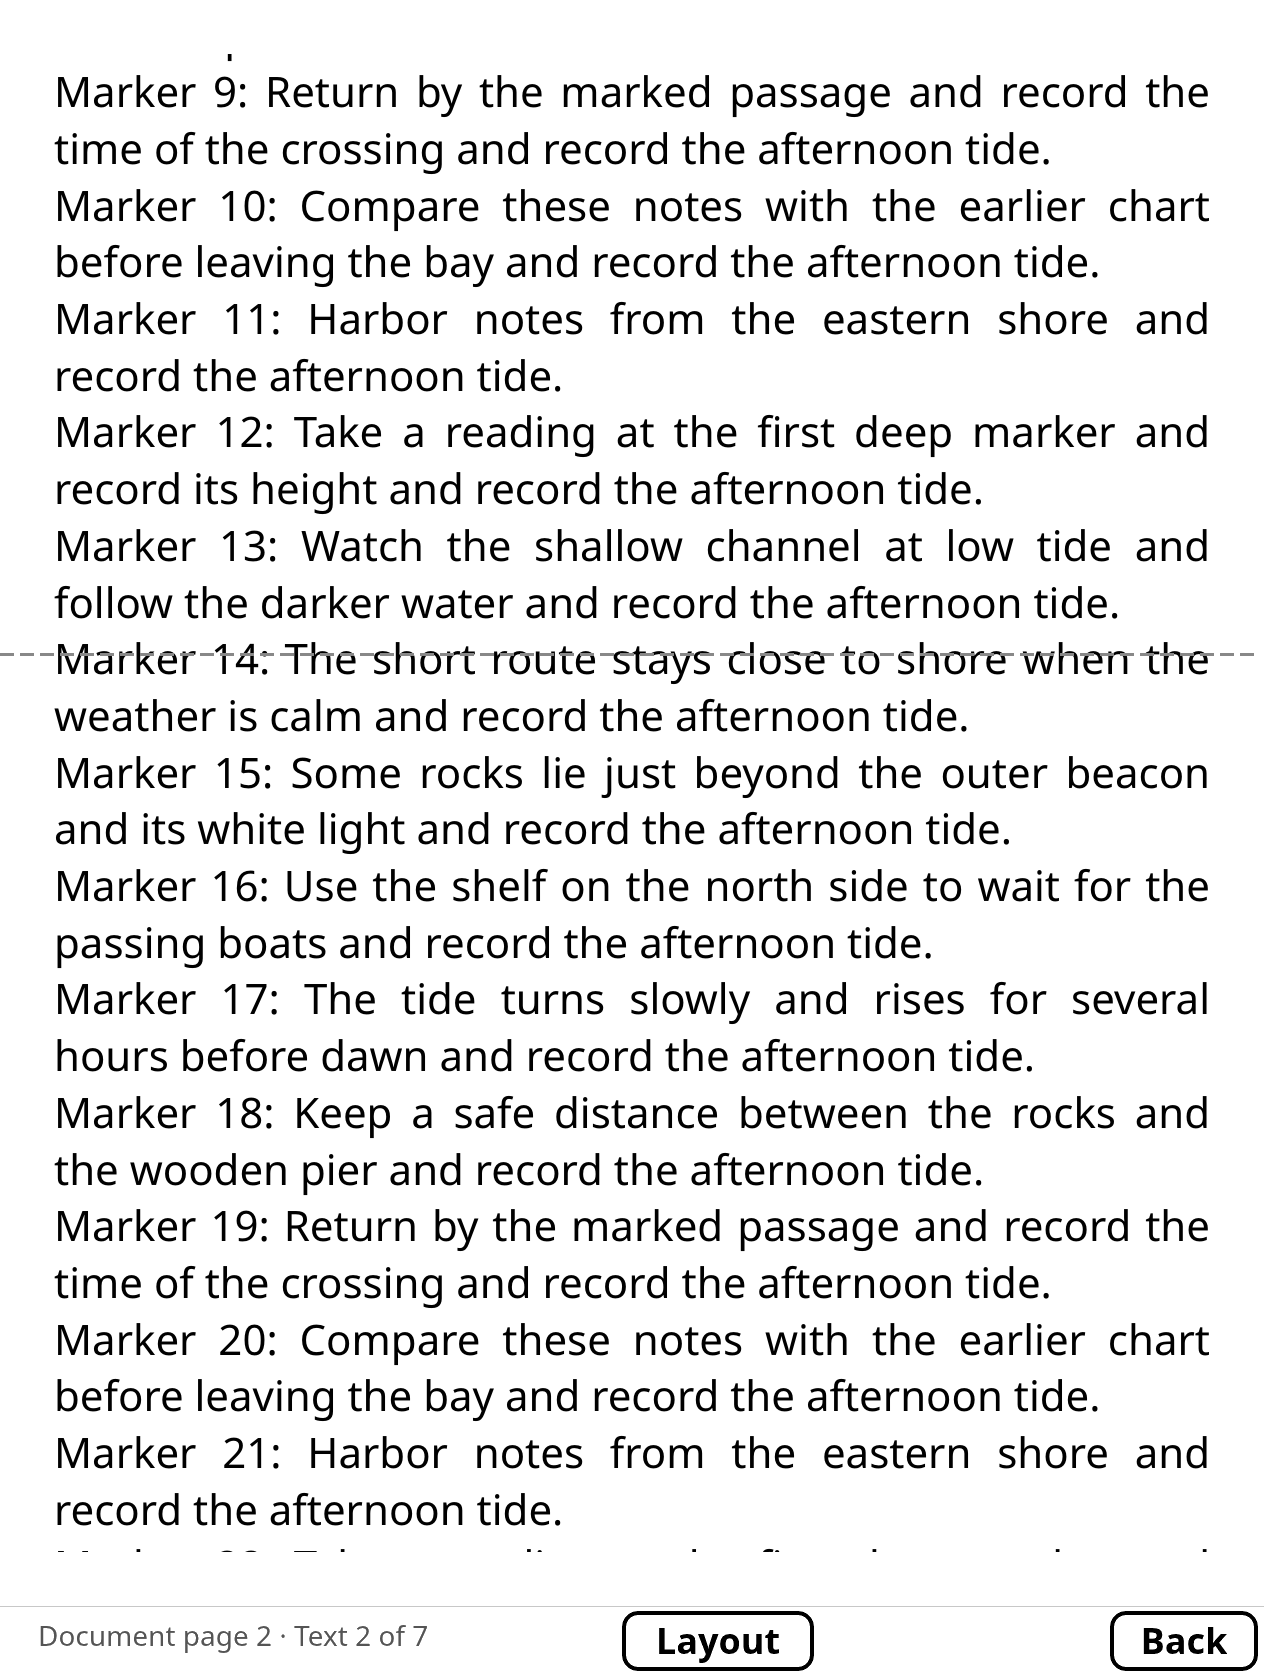 Marker 9: Return by the marked passage and record the
time of the crossing and record the afternoon tide.
Marker 10: Compare these notes with the earlier chart
before leaving the bay and record the afternoon tide.
Marker 11: Harbor notes from the eastern shore and
record the afternoon tide.
Marker 12: Take a reading at the first deep marker and
record its height and record the afternoon tide.
Marker 13: Watch the shallow channel at low tide and
follow the darker water and record the afternoon tide.
Marker 14: The short route stays close to shore when the
weather is calm and record the afternoon tide.
Marker 15: Some rocks lie just beyond the outer beacon
and its white light and record the afternoon tide.
Marker 16: Use the shelf on the north side to wait for the
passing boats and record the afternoon tide.
Marker 17: The tide turns slowly and rises for several
hours before dawn and record the afternoon tide.
Marker 18: Keep a safe distance between the rocks and
the wooden pier and record the afternoon tide.
Marker 19: Return by the marked passage and record the
time of the crossing and record the afternoon tide.
Marker 20: Compare these notes with the earlier chart
before leaving the bay and record the afternoon tide.
Marker 21: Harbor notes from the eastern shore and
record the afternoon tide.
Document page 2 · Text 2 of 7
Layout
Back